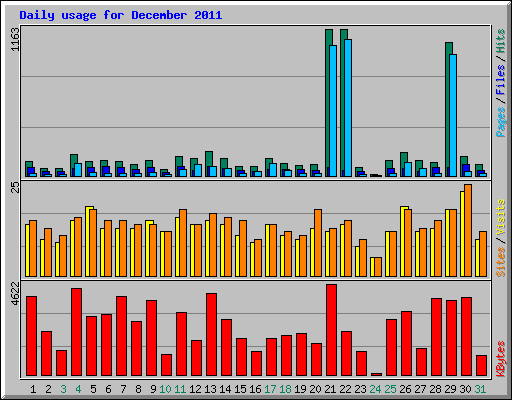 Daily usage for December 2011
1163
Pages / Files / Hits
25
Sites / Visits
4622
KBytes
1 2 3 4 5 6 7 8 9 10 11 12 13 14 15 16 17 18 19 20 21 22 23 24 25 26 27 28 29 30 31